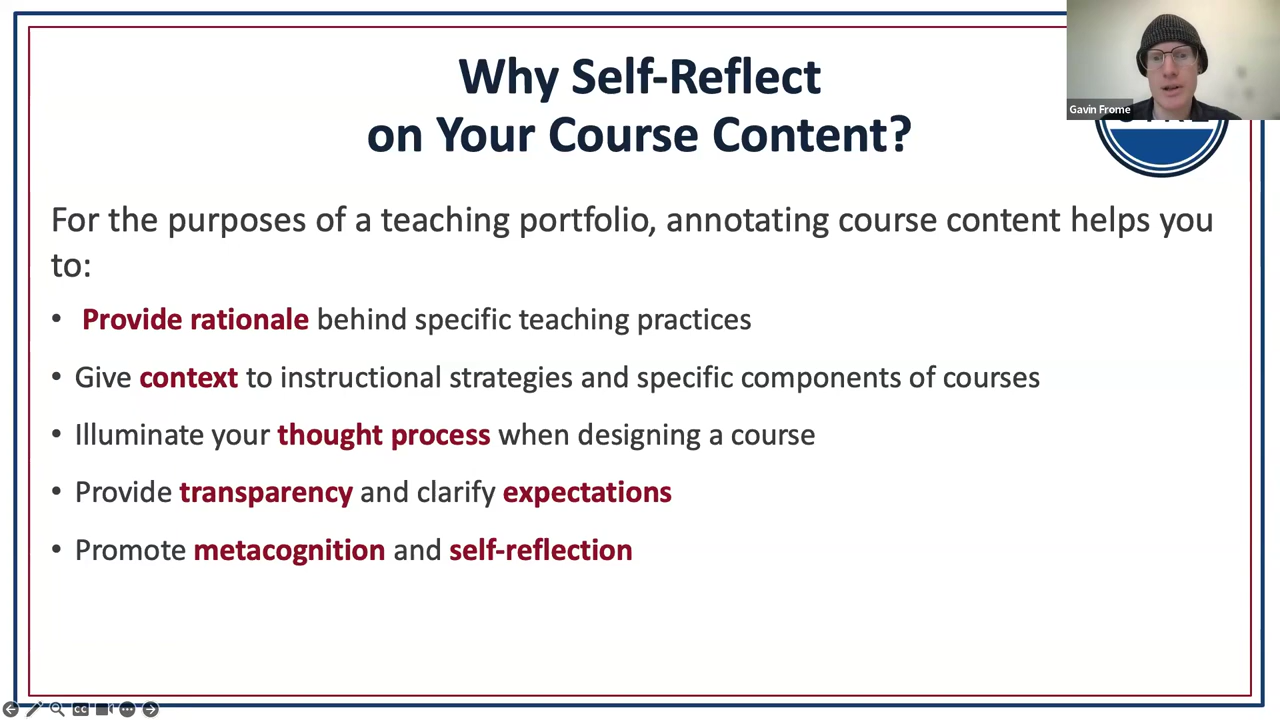 Why Self-Reflect
on Your Course Content?
Gavin Frome
For the purposes of a teaching portfolio, annotating course content helps you
to:
• Provide rationale behind specific teaching practices
• Give context to instructional strategies and specific components of courses
• Illuminate your thought process when designing a course
• Provide transparency and clarify expectations
• Promote metacognition and self-reflection
CC